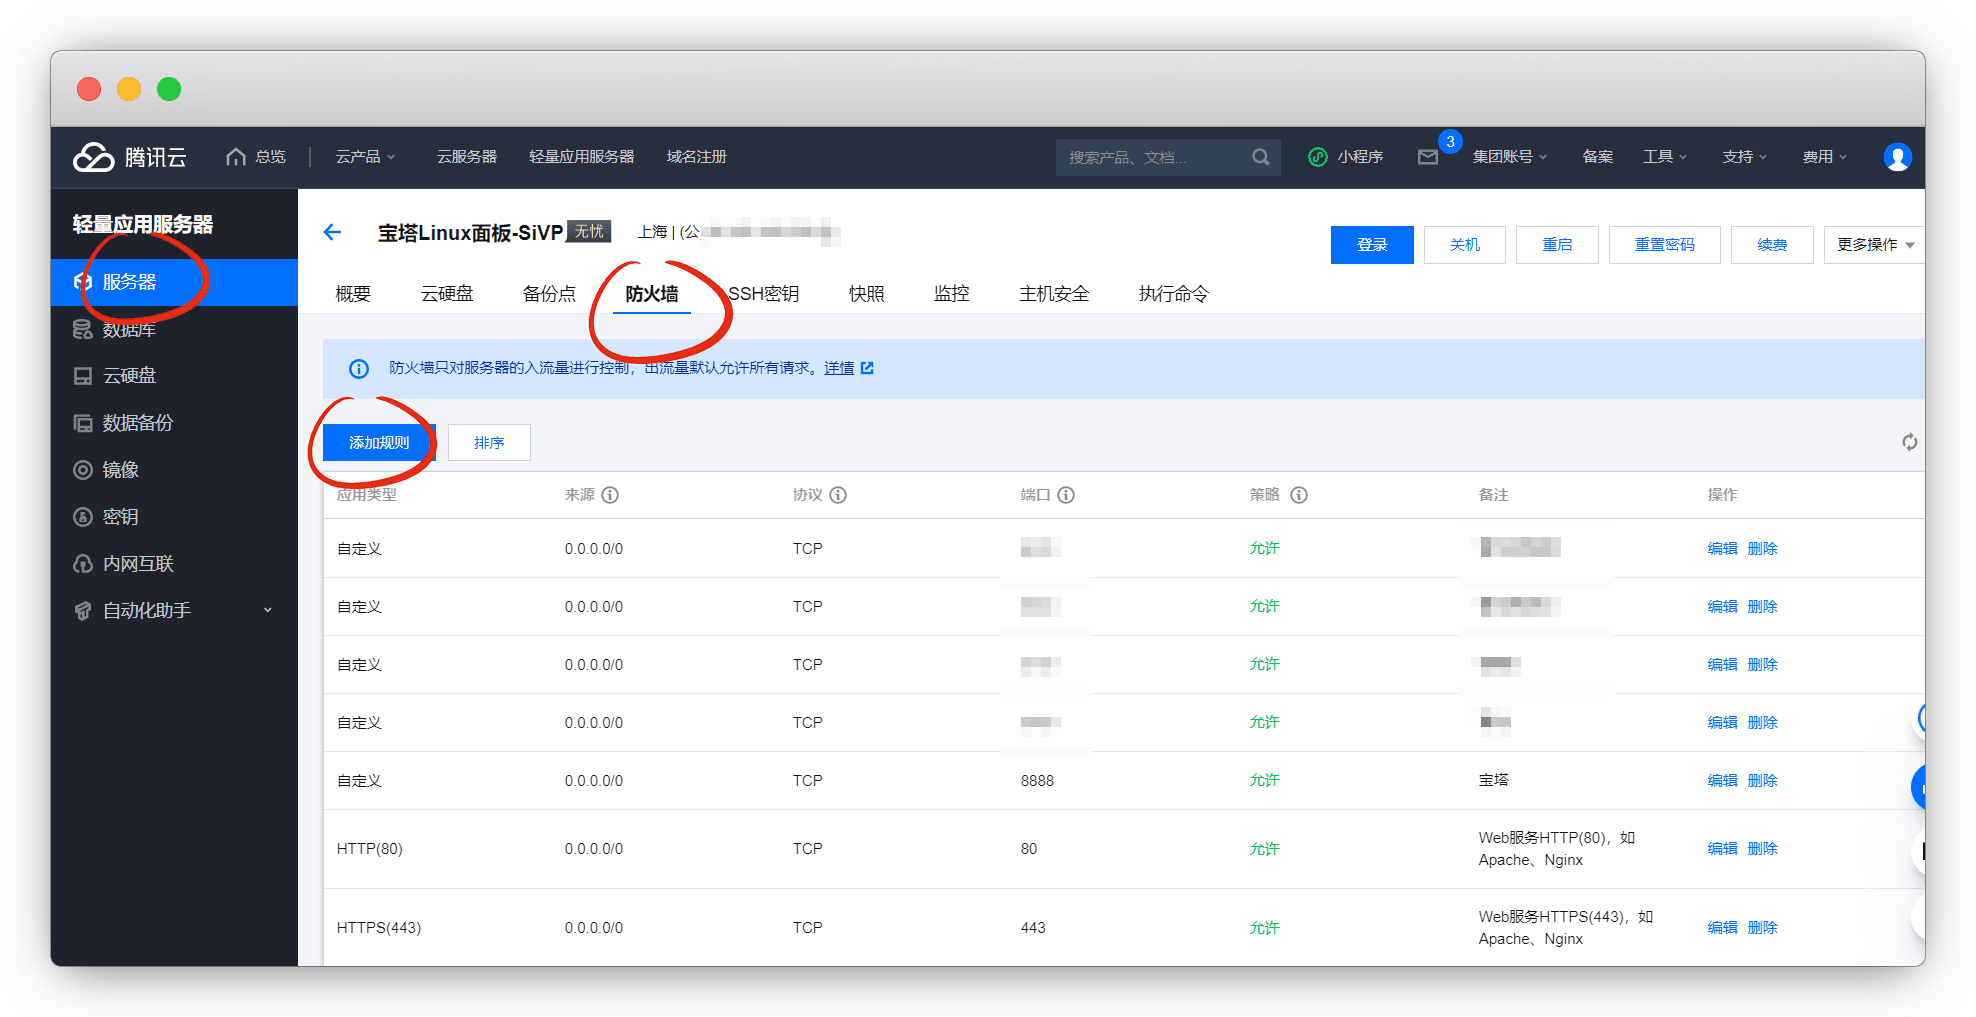 腾讯云 总览 云产品 云服务器 轻量应用服务器 域名注册 搜索产品、文档... 小程序 3 集团账号 备案 工具 支持 费用
轻量应用服务器
服务器
数据库
云硬盘
数据备份
镜像
密钥
内网互联
自动化助手
宝塔Linux面板-SiVP 无忧 上海 | (公
登录 关机 重启 重置密码 续费 更多操作
概要 云硬盘 备份点 防火墙 SSH密钥 快照 监控 主机安全 执行命令
防火墙只对服务器的入流量进行控制，出流量默认允许所有请求。详情
添加规则 排序
应用类型 来源 协议 端口 策略 备注 操作
自定义 0.0.0.0/0 TCP 允许 编辑 删除
自定义 0.0.0.0/0 TCP 允许 编辑 删除
自定义 0.0.0.0/0 TCP 允许 编辑 删除
自定义 0.0.0.0/0 TCP 允许 编辑 删除
自定义 0.0.0.0/0 TCP 8888 允许 宝塔 编辑 删除
HTTP(80) 0.0.0.0/0 TCP 80 允许 Web服务HTTP(80)，如 编辑 删除
Apache、Nginx
HTTPS(443) 0.0.0.0/0 TCP 443 允许 Web服务HTTPS(443)，如 编辑 删除
Apache、Nginx